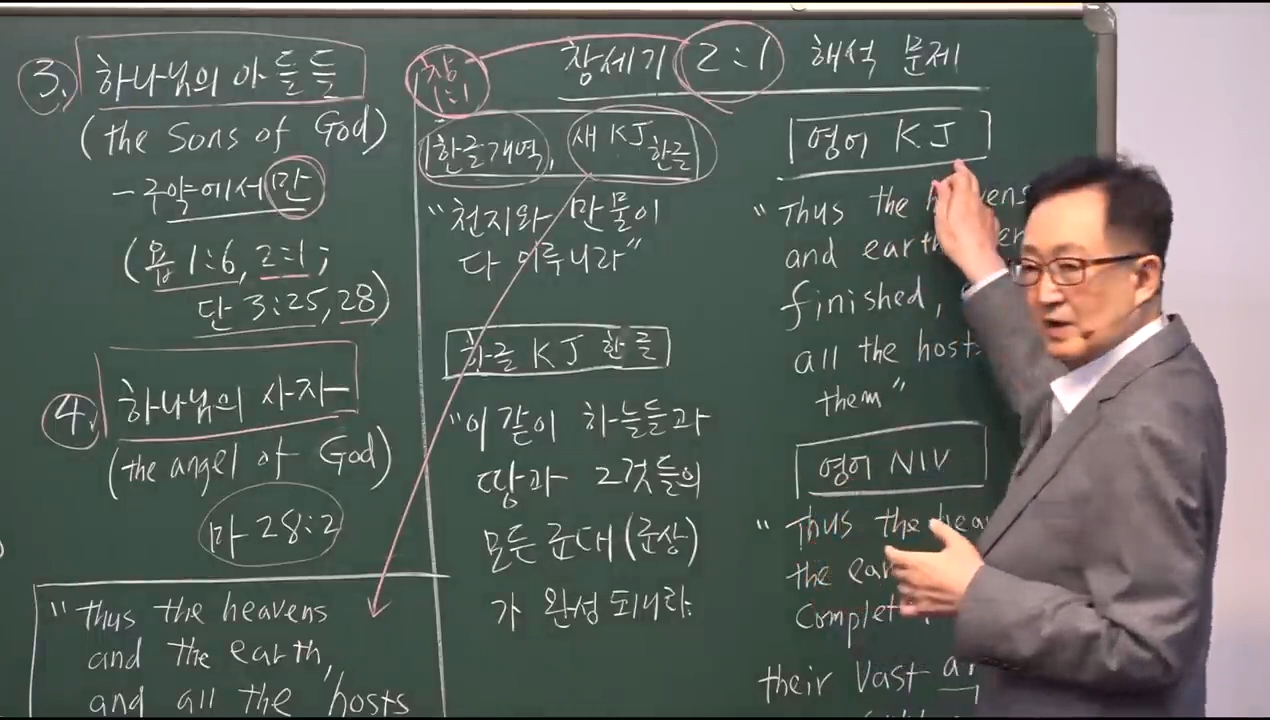 3. 하나님의 아들들
(the Sons of God)
- 구약에서만
(욥 1:6, 2:1;
단 3:25, 28)
4. 하나님의 사자
(the angel of God)
마 28:2
"thus the heavens
and the earth,
and all the hosts
창 1:1
창세기 2:1 해석 문제
한글개역, 새 KJ 한글
"천지와 만물이
다 이루니라"
한글 KJ 한글
"이같이 하늘들과
땅과 그것들의
모든 군대(군상)
가 완성되니라.
영어 KJ
"Thus the heavens
and earth
finished,
all the hosts
them"
영어 NIV
"Thus the
the
Complet
their Vast